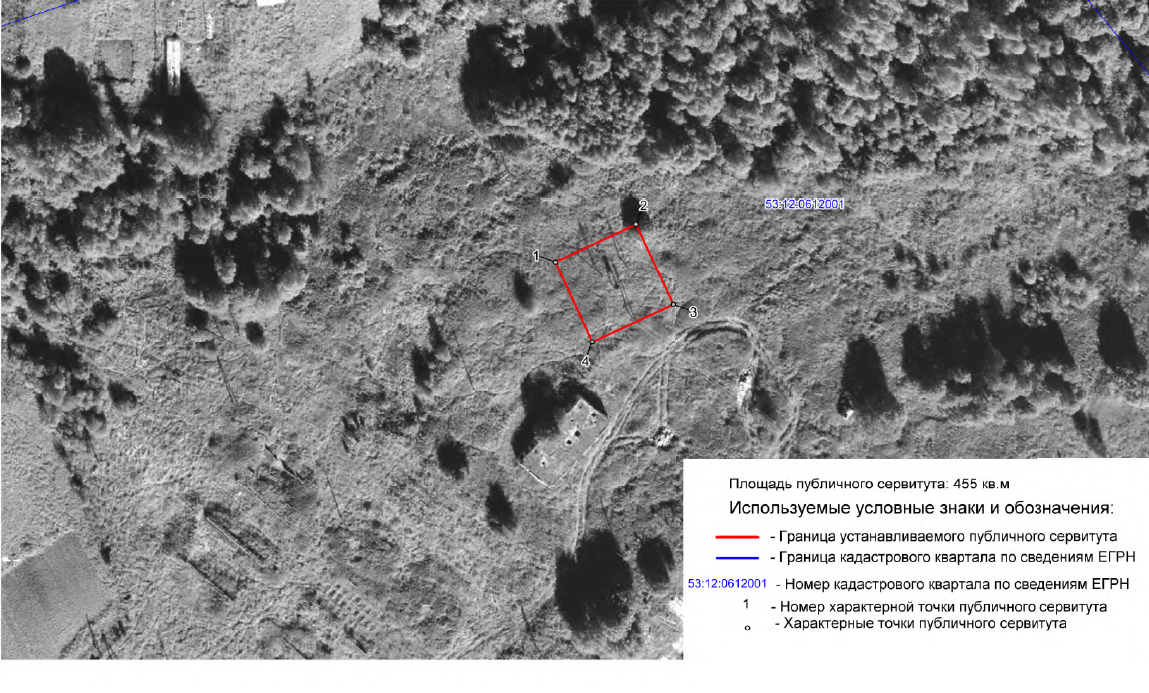 2
53:12:0612001
1
3
4
Площадь публичного сервитута: 455 кв.м
Используемые условные знаки и обозначения:
- Граница устанавливаемого публичного сервитута
- Граница кадастрового квартала по сведениям ЕГРН
53:12:0612001 - Номер кадастрового квартала по сведениям ЕГРН
1 - Номер характерной точки публичного сервитута
- Характерные точки публичного сервитута